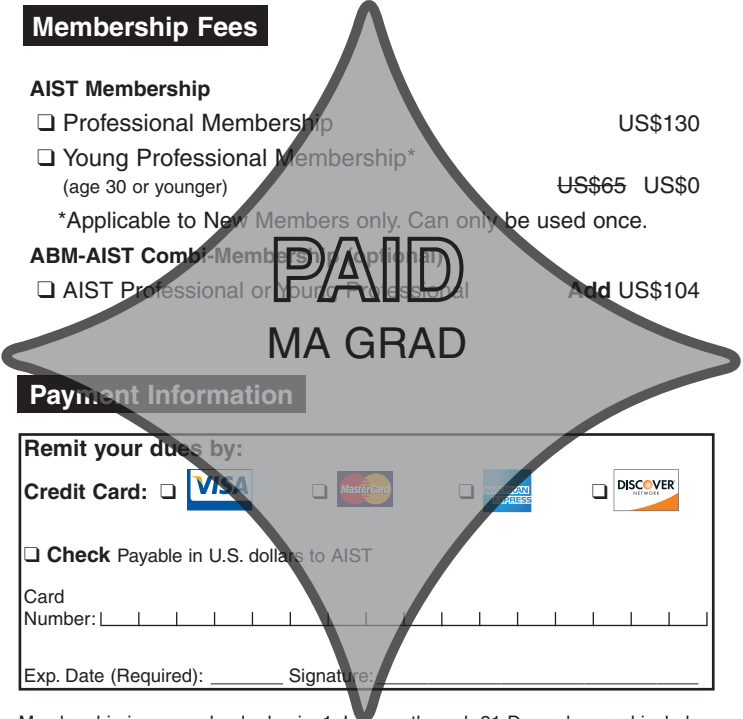 Membership Fees
AIST Membership
❑ Professional Membership US$130
❑ Young Professional Membership*
(age 30 or younger) US$65 US$0
*Applicable to New Members only. Can only be used once.
ABM-AIST Combi-Membership (optional)
❑ AIST Professional or Young Professional Add US$104
PAID
MA GRAD
Payment Information
Remit your dues by:
Credit Card: ❑ VISA ❑ MasterCard ❑ AMERICAN EXPRESS ❑ DISCOVER NETWORK
❑ Check Payable in U.S. dollars to AIST
Card
Number:
Exp. Date (Required): Signature: